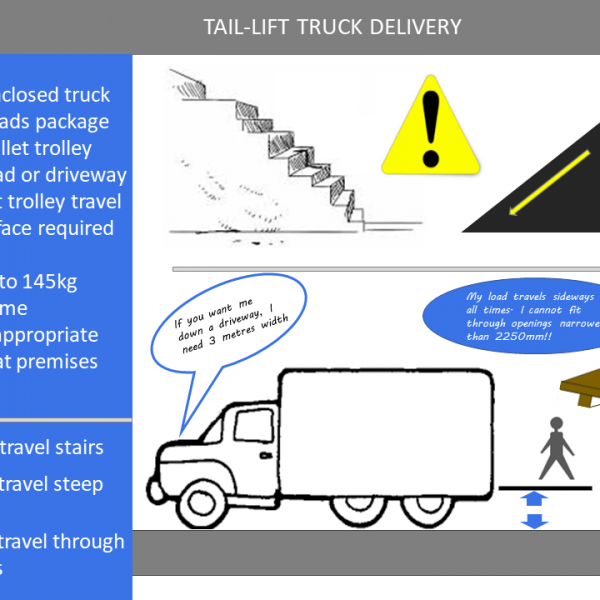 TAIL-LIFT TRUCK DELIVERY
closed truck
ads package
llet trolley
ad or driveway
t trolley travel
face required
to 145kg
me
appropriate
at premises
travel stairs
travel steep
travel through
s
If you want me
down a driveway, I
need 3 metres width
My load travels sideways
all times. I cannot fit
through openings narrowe
than 2250mm!!